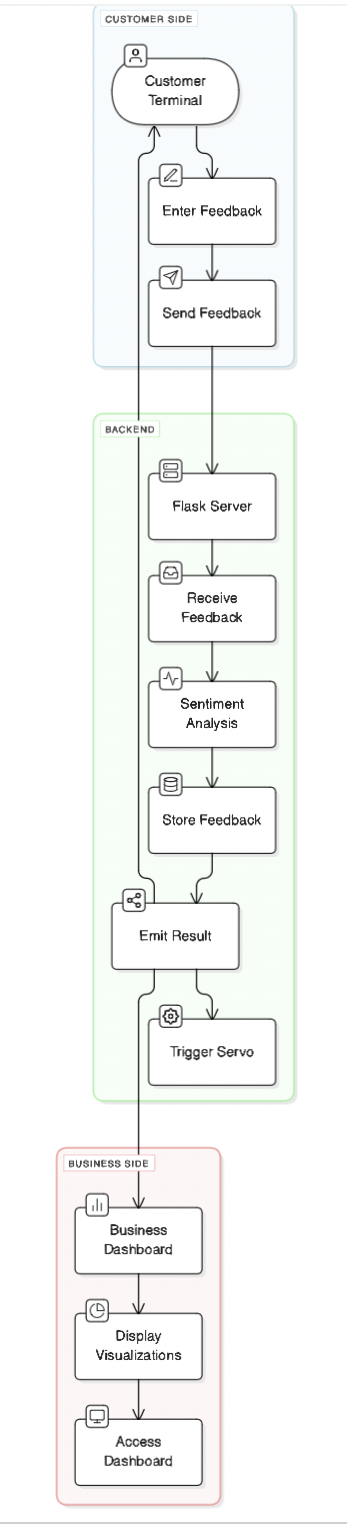 CUSTOMER SIDE
Customer
Terminal
Enter Feedback
Send Feedback
BACKEND
Flask Server
Receive
Feedback
Sentiment
Analysis
Store Feedback
Emit Result
Trigger Servo
BUSINESS SIDE
Business
Dashboard
Display
Visualizations
Access
Dashboard